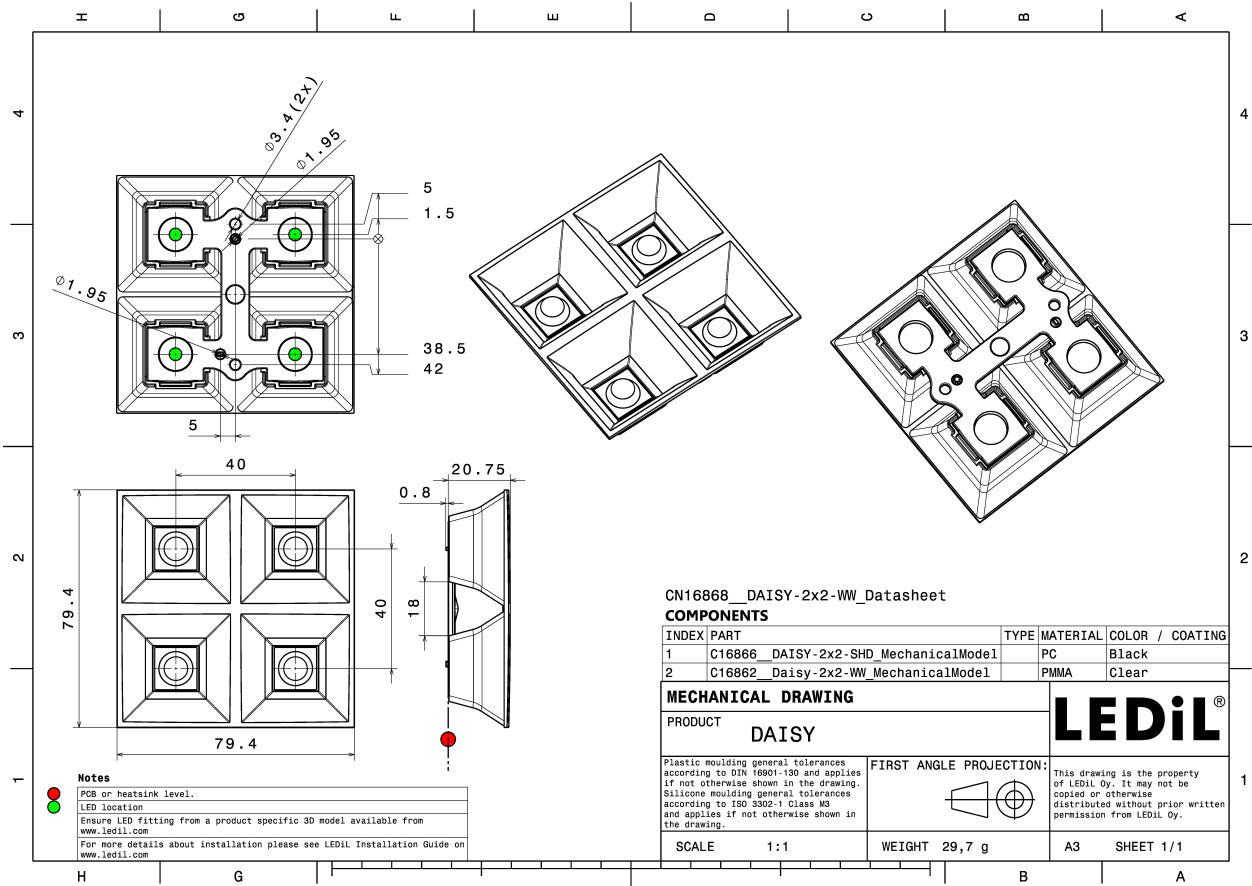 H G F E D C B A
4
4
3
3
2
2
1
1
Ø3.4(2x)
Ø1.95
5
1.5
Ø1.95
38.5
42
5
40
20.75
0.8
79.4
40
18
79.4
CN16868__DAISY-2x2-WW_Datasheet
COMPONENTS
INDEX PART TYPE MATERIAL COLOR / COATING
1 C16866__DAISY-2x2-SHD_MechanicalModel PC Black
2 C16862__Daisy-2x2-WW_MechanicalModel PMMA Clear
MECHANICAL DRAWING
PRODUCT
DAISY
LEDiL®
Plastic moulding general tolerances
according to DIN 16901-130 and applies
if not otherwise shown in the drawing.
Silicone moulding general tolerances
according to ISO 3302-1 Class M3
and applies if not otherwise shown in
the drawing.
FIRST ANGLE PROJECTION:
This drawing is the property
of LEDiL Oy. It may not be
copied or otherwise
distributed without prior written
permission from LEDiL Oy.
SCALE 1:1 WEIGHT 29,7 g A3 SHEET 1/1
Notes
PCB or heatsink level.
LED location
Ensure LED fitting from a product specific 3D model available from
www.ledil.com
For more details about installation please see LEDiL Installation Guide on
www.ledil.com
H G B A